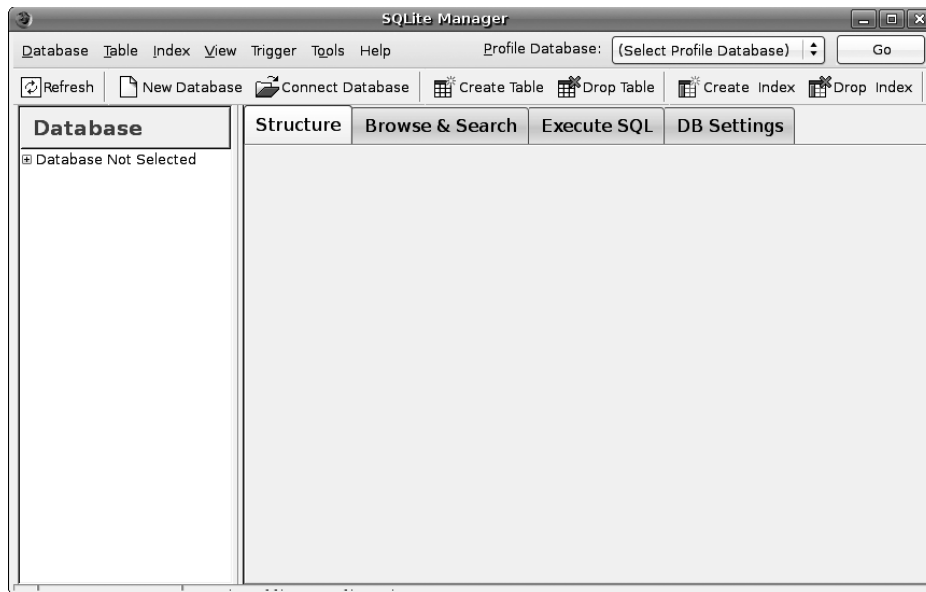 SQLite Manager
Database Table Index View Trigger Tools Help Profile Database: (Select Profile Database) Go
Refresh New Database Connect Database Create Table Drop Table Create Index Drop Index
Database
Structure Browse & Search Execute SQL DB Settings
Database Not Selected